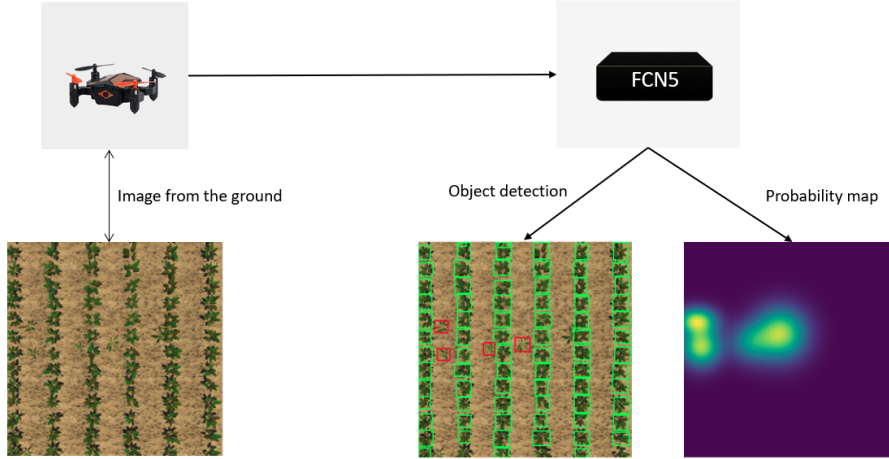 FCN5
Image from the ground
Object detection
Probability map